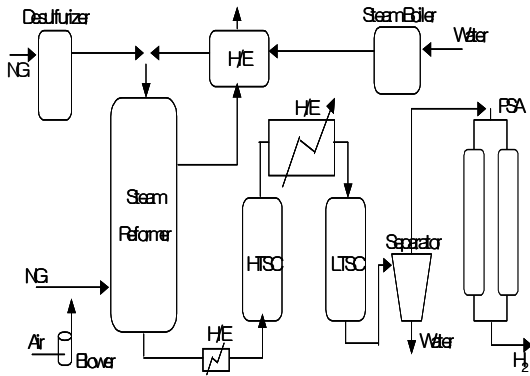 Desulfurizer
Steam Boiler
H/E
Water
NG
H/E
PSA
Steam
Reformer
HTSC
LTSC
Separator
NG
H/E
Air
Blower
Water
H2